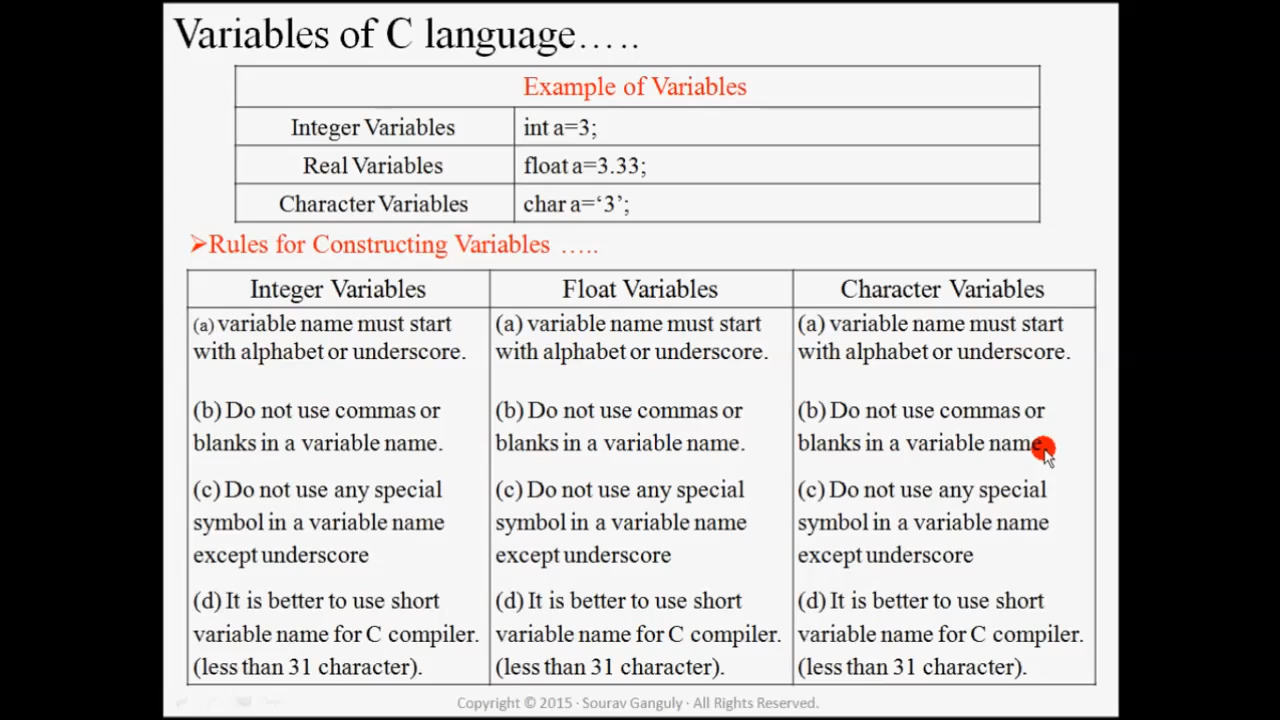 Variables of C language…..
Example of Variables
Integer Variables int a=3;
Real Variables float a=3.33;
Character Variables char a=‘3’;
➢Rules for Constructing Variables …..
Integer Variables Float Variables Character Variables
(a) variable name must start
with alphabet or underscore.
(b) Do not use commas or
blanks in a variable name.
(c) Do not use any special
symbol in a variable name
except underscore
(d) It is better to use short
variable name for C compiler.
(less than 31 character).
(a) variable name must start
with alphabet or underscore.
(b) Do not use commas or
blanks in a variable name.
(c) Do not use any special
symbol in a variable name
except underscore
(d) It is better to use short
variable name for C compiler.
(less than 31 character).
(a) variable name must start
with alphabet or underscore.
(b) Do not use commas or
blanks in a variable name.
(c) Do not use any special
symbol in a variable name
except underscore
(d) It is better to use short
variable name for C compiler.
(less than 31 character).
Copyright © 2015 · Sourav Ganguly · All Rights Reserved.